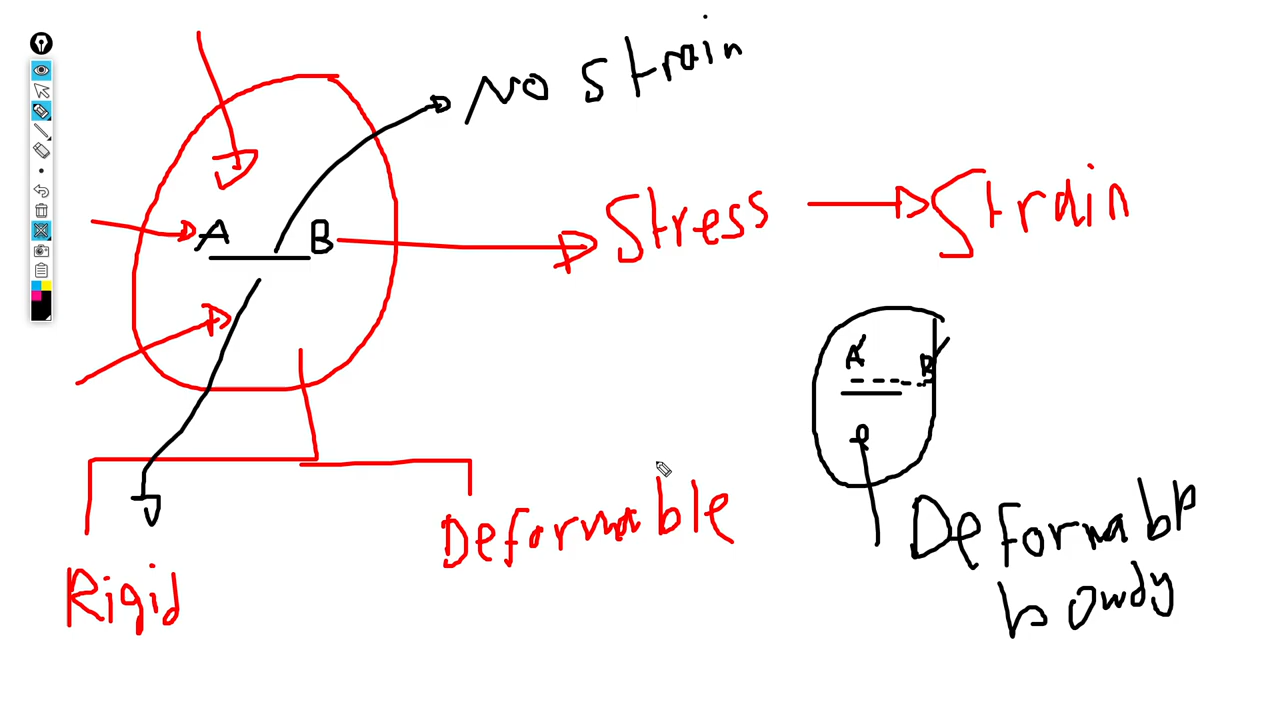 No strain
A B
Stress
Strain
A' B'
Deformable
Rigid
Deformable
bowdy